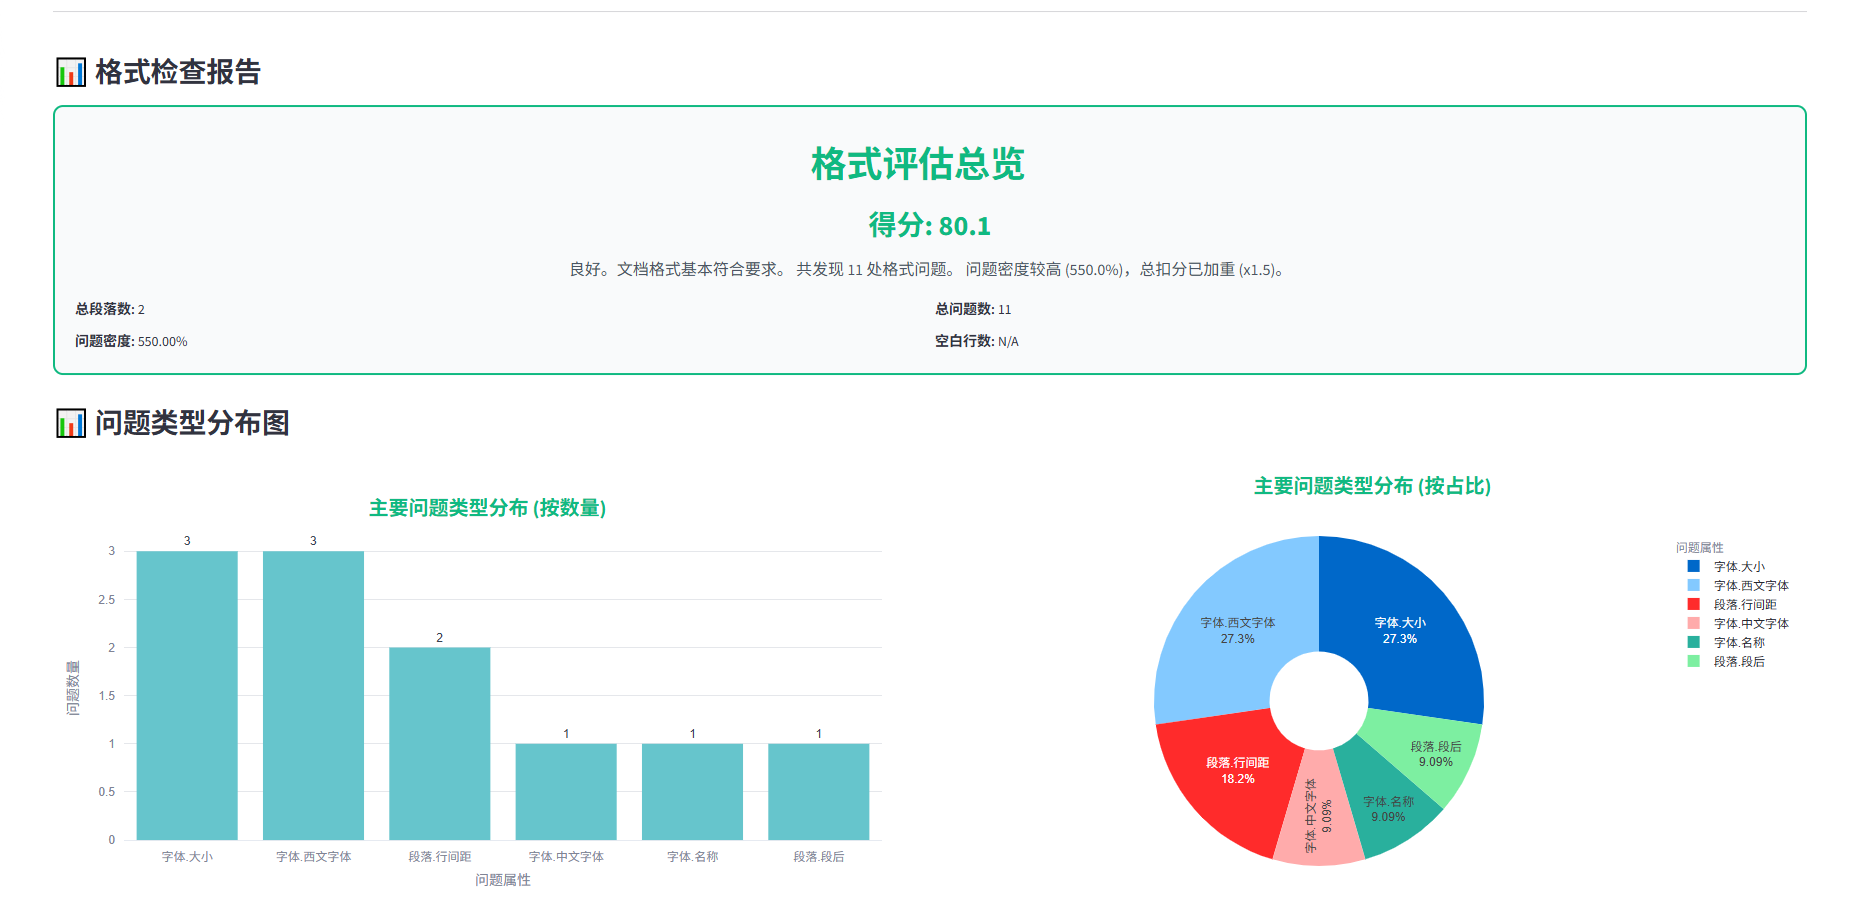 格式检查报告
格式评估总览
得分: 80.1
良好。文档格式基本符合要求。 共发现 11 处格式问题。 问题密度较高 (550.0%)，总扣分已加重 (x1.5)。
总段落数: 2
总问题数: 11
问题密度: 550.00%
空白行数: N/A
问题类型分布图
主要问题类型分布 (按数量)
3
2.5
2
1.5
1
0.5
0
问题数量
3
3
2
1
1
1
字体.大小
字体.西文字体
段落.行间距
字体.中文字体
字体.名称
段落.段后
问题属性
主要问题类型分布 (按占比)
字体.西文字体
27.3%
字体.大小
27.3%
段落.行间距
18.2%
字体.中文字体
9.09%
字体.名称
9.09%
段落.段后
9.09%
问题属性
字体.大小
字体.西文字体
段落.行间距
字体.中文字体
字体.名称
段落.段后